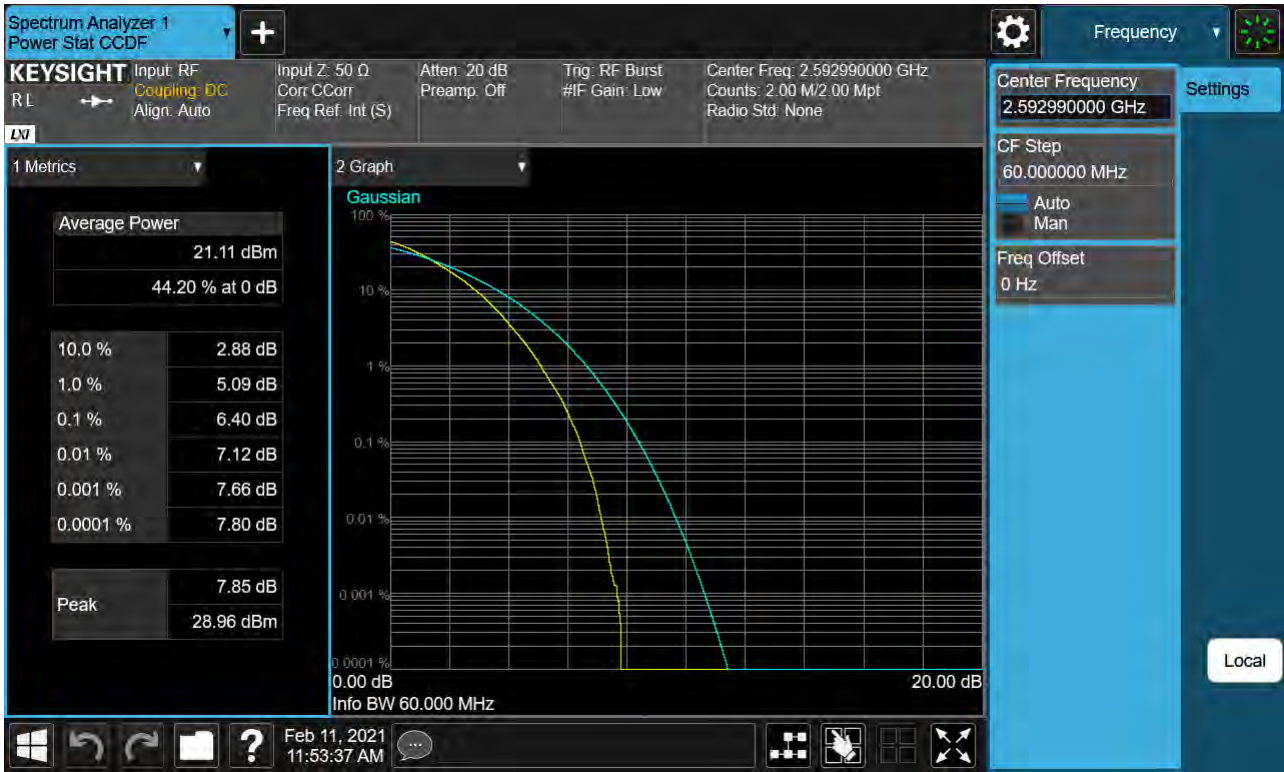 Spectrum Analyzer 1
Power Stat CCDF
Frequency
KEYSIGHT
R L
LXI
Input: RF
Coupling: DC
Align: Auto
Input Z: 50 Ω
Corr CCorr
Freq Ref: Int (S)
Atten: 20 dB
Preamp: Off
Trig: RF Burst
#IF Gain: Low
Center Freq: 2.592990000 GHz
Counts: 2.00 M/2.00 Mpt
Radio Std: None
Center Frequency
2.592990000 GHz
Settings
CF Step
60.000000 MHz
Auto
Man
Freq Offset
0 Hz
1 Metrics
Average Power
21.11 dBm
44.20 % at 0 dB
10.0 % 2.88 dB
1.0 % 5.09 dB
0.1 % 6.40 dB
0.01 % 7.12 dB
0.001 % 7.66 dB
0.0001 % 7.80 dB
Peak
7.85 dB
28.96 dBm
2 Graph
Gaussian
100 %
10 %
1 %
0.1 %
0.01 %
0.001 %
0.0001 %
0.00 dB 20.00 dB
Info BW 60.000 MHz
Local
Feb 11, 2021
11:53:37 AM